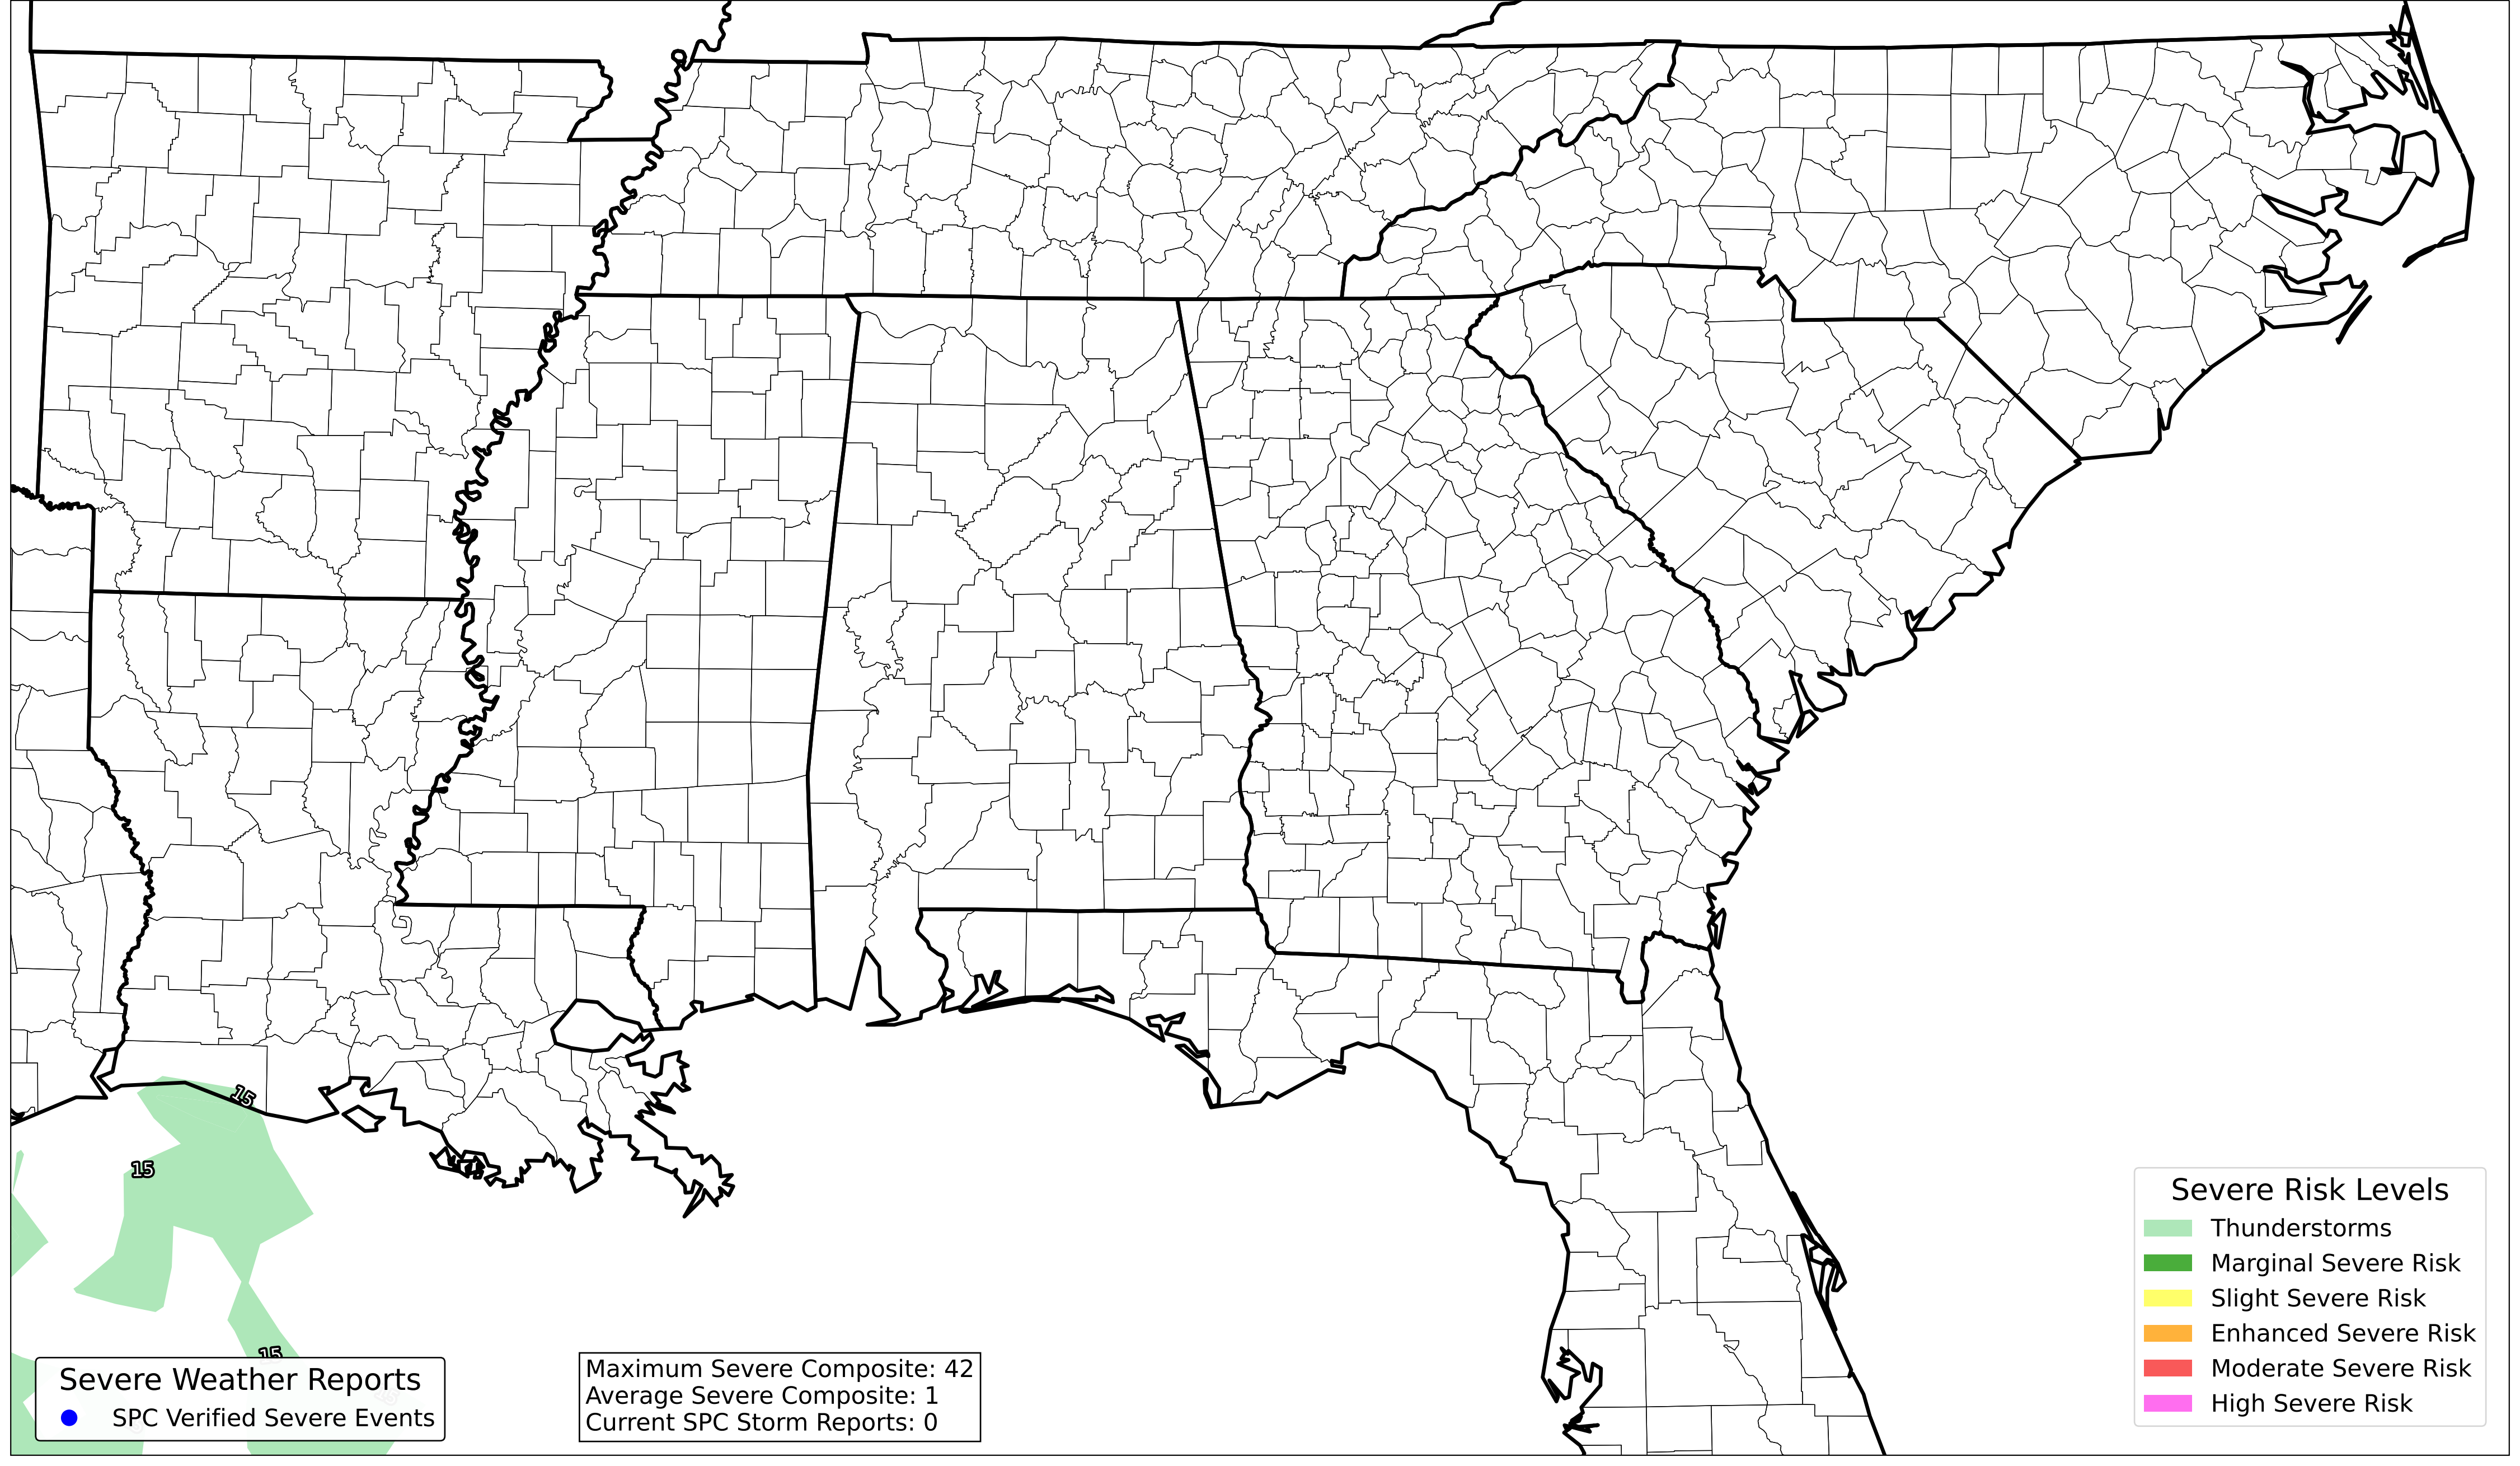 15
15
15
Severe Weather Reports
SPC Verified Severe Events
Maximum Severe Composite: 42
Average Severe Composite: 1
Current SPC Storm Reports: 0
Severe Risk Levels
Thunderstorms
Marginal Severe Risk
Slight Severe Risk
Enhanced Severe Risk
Moderate Severe Risk
High Severe Risk